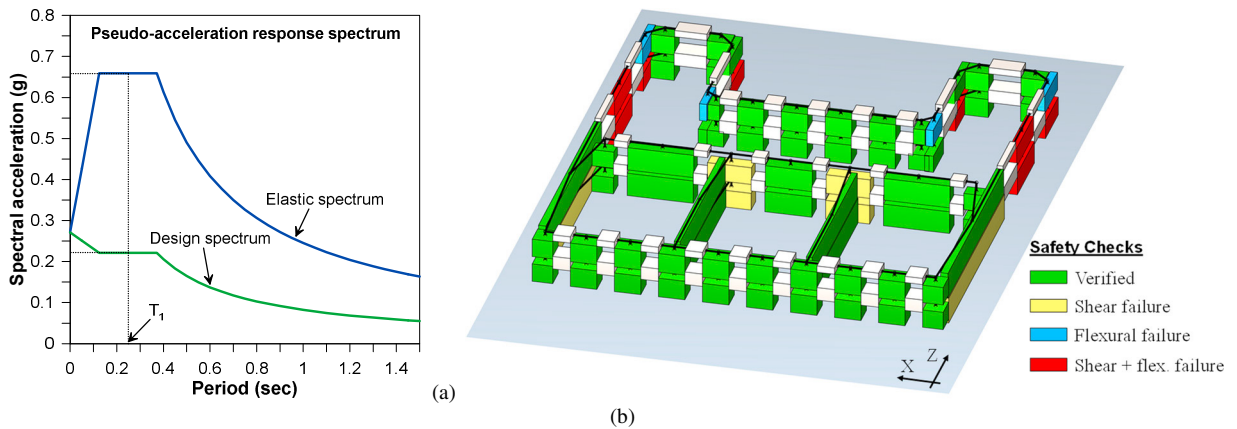 Pseudo-acceleration response spectrum
Spectral acceleration (g)
0.8
0.7
0.6
0.5
0.4
0.3
0.2
0.1
0
Elastic spectrum
Design spectrum
T₁
0 0.2 0.4 0.6 0.8 1 1.2 1.4
Period (sec)
(a)
Safety Checks
Verified
Shear failure
Flexural failure
Shear + flex. failure
X
Z
(b)